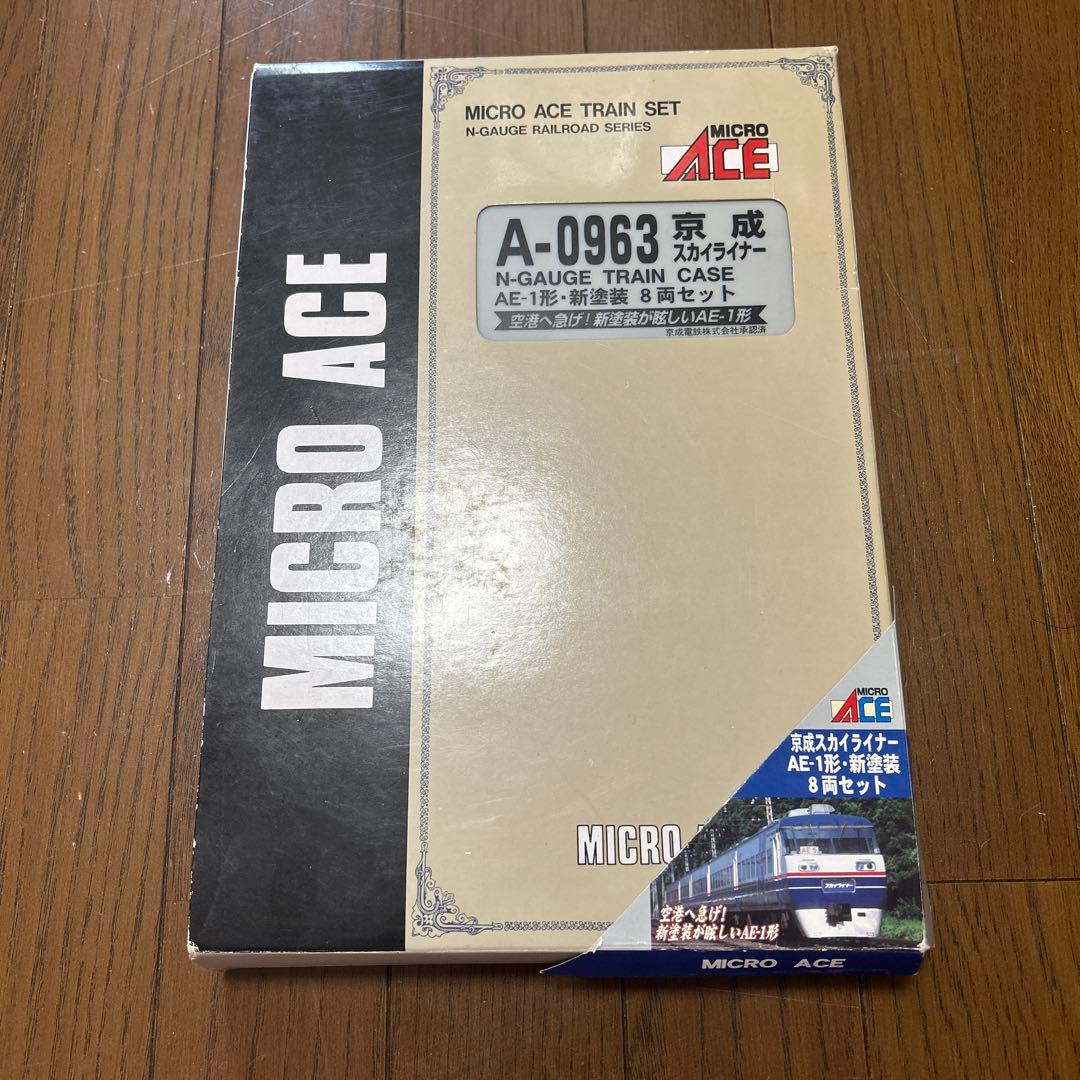 MICRO ACE TRAIN SET
N-GAUGE RAILROAD SERIES
MICRO
ACE
A-0963 京成
スカイライナー
N-GAUGE TRAIN CASE
AE-1形・新塗装 8両セット
空港へ急げ!新塗装が眩しいAE-1形
京成電鉄株式会社承認済
MICRO ACE
MICRO
ACE
京成スカイライナー
AE-1形・新塗装
8両セット
MICRO
AE5
スカイライナー
空港へ急げ!
新塗装が眩しいAE-1形
MICRO ACE